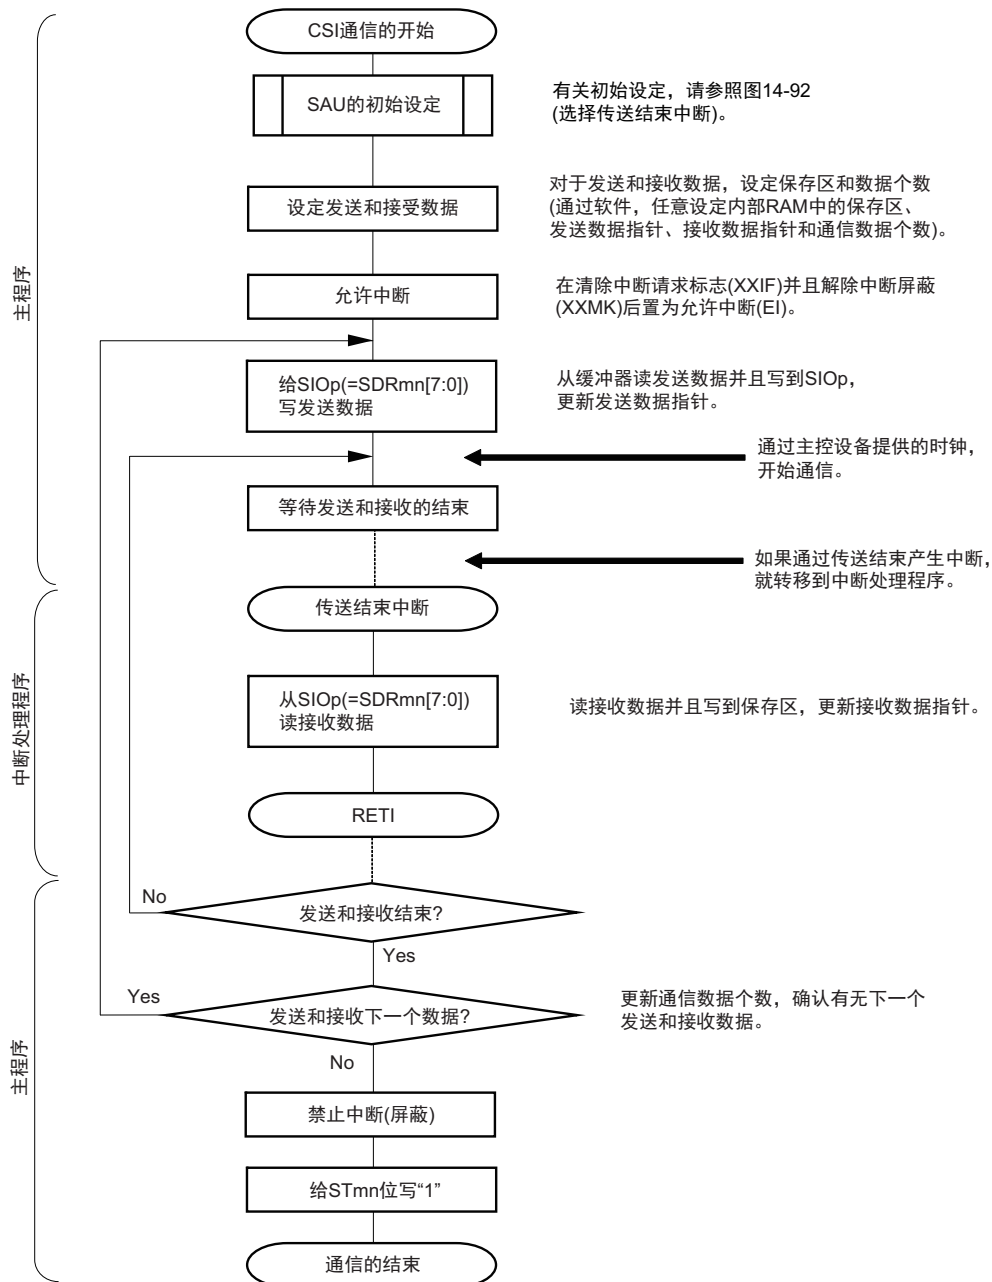 CSI通信的开始
SAU的初始设定
有关初始设定，请参照图14-92
(选择传送结束中断)。
设定发送和接受数据
对于发送和接收数据，设定保存区和数据个数
(通过软件，任意设定内部RAM中的保存区、
发送数据指针、接收数据指针和通信数据个数)。
主程序
允许中断
在清除中断请求标志(XXIF)并且解除中断屏蔽
(XXMK)后置为允许中断(EI)。
给SIOp(=SDRmn[7:0])
写发送数据
从缓冲器读发送数据并且写到SIOp，
更新发送数据指针。
通过主控设备提供的时钟，
开始通信。
等待发送和接收的结束
如果通过传送结束产生中断，
就转移到中断处理程序。
传送结束中断
中断处理程序
从SIOp(=SDRmn[7:0])
读接收数据
读接收数据并且写到保存区，更新接收数据指针。
RETI
No
发送和接收结束?
Yes
Yes
发送和接收下一个数据?
更新通信数据个数，确认有无下一个
发送和接收数据。
No
主程序
禁止中断(屏蔽)
给STmn位写“1”
通信的结束